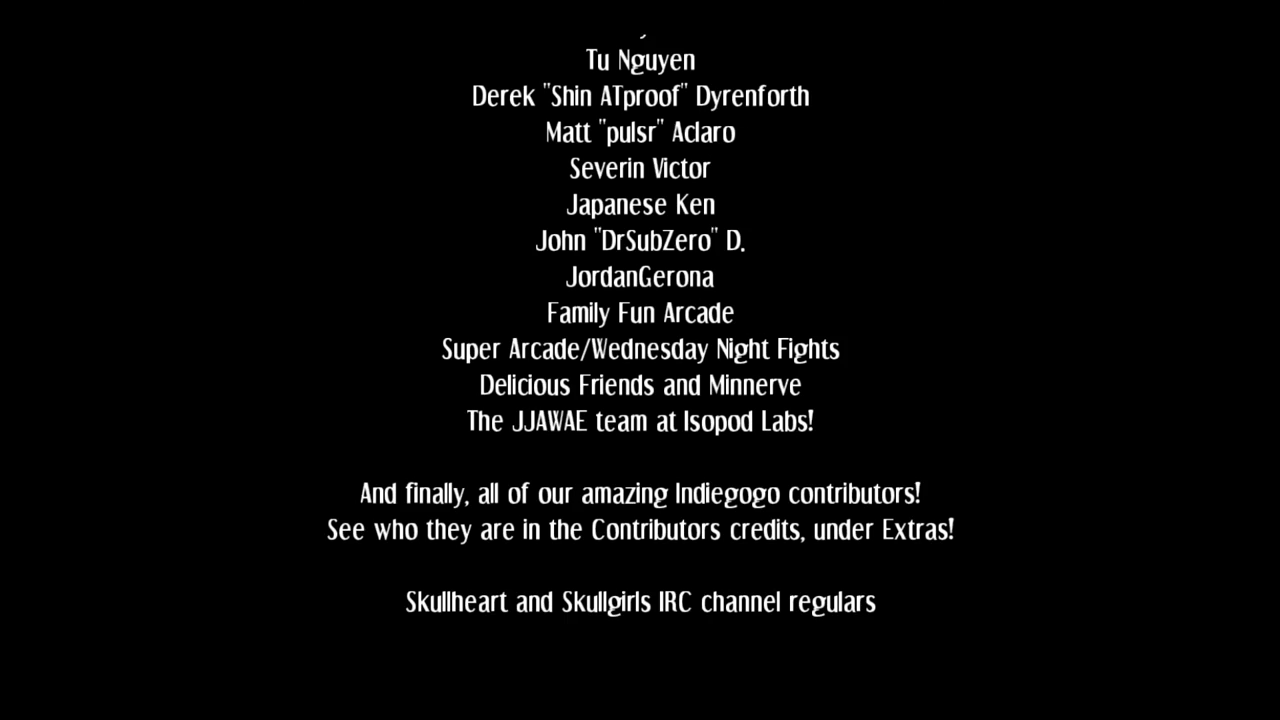 Tu Nguyen
Derek "Shin ATproof" Dyrenforth
Matt "pulsr" Aclaro
Severin Victor
Japanese Ken
John "DrSubZero" D.
JordanGerona
Family Fun Arcade
Super Arcade/Wednesday Night Fights
Delicious Friends and Minnerve
The JJAWAE team at Isopod Labs!
And finally, all of our amazing Indiegogo contributors!
See who they are in the Contributors credits, under Extras!
Skullheart and Skullgirls IRC channel regulars